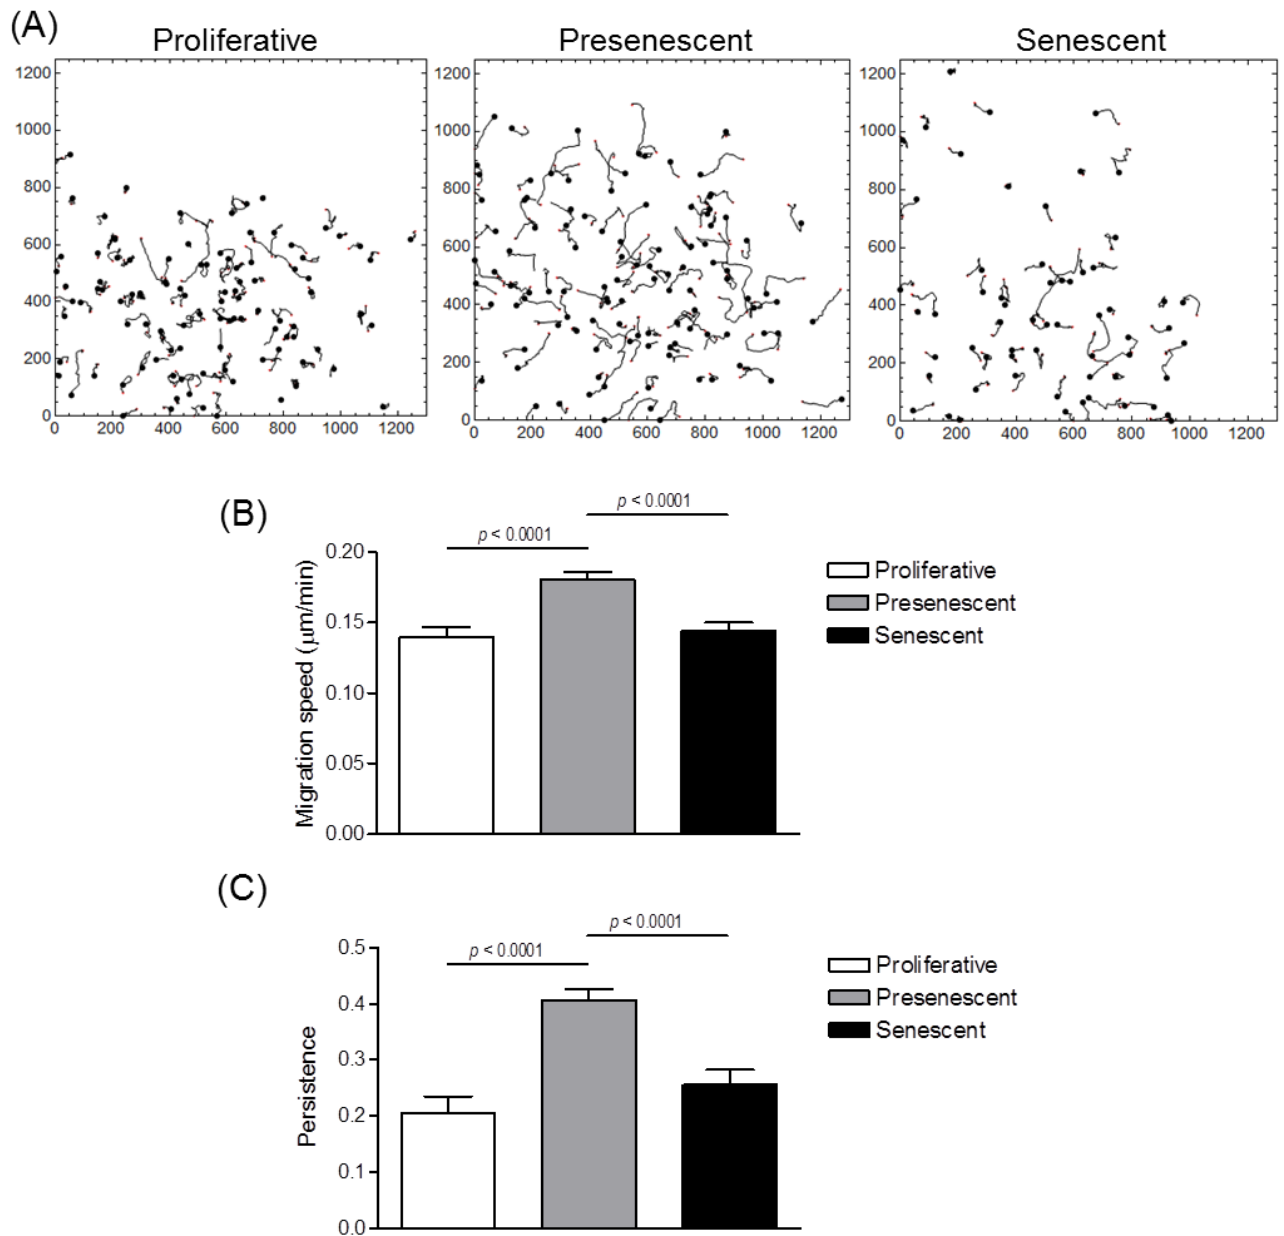 (A)
Proliferative Presenescent Senescent
1200 1200 1200
1000 1000 1000
800 800 800
600 600 600
400 400 400
200 200 200
0 0 0
0 200 400 600 800 1000 1200 0 200 400 600 800 1000 1200 0 200 400 600 800 1000 1200
(B)
p < 0.0001
p < 0.0001
0.20
0.15
0.10
0.05
0.00
Migration speed (μm/min)
Proliferative
Presenescent
Senescent
(C)
p < 0.0001
p < 0.0001
0.5
0.4
0.3
0.2
0.1
0.0
Persistence
Proliferative
Presenescent
Senescent